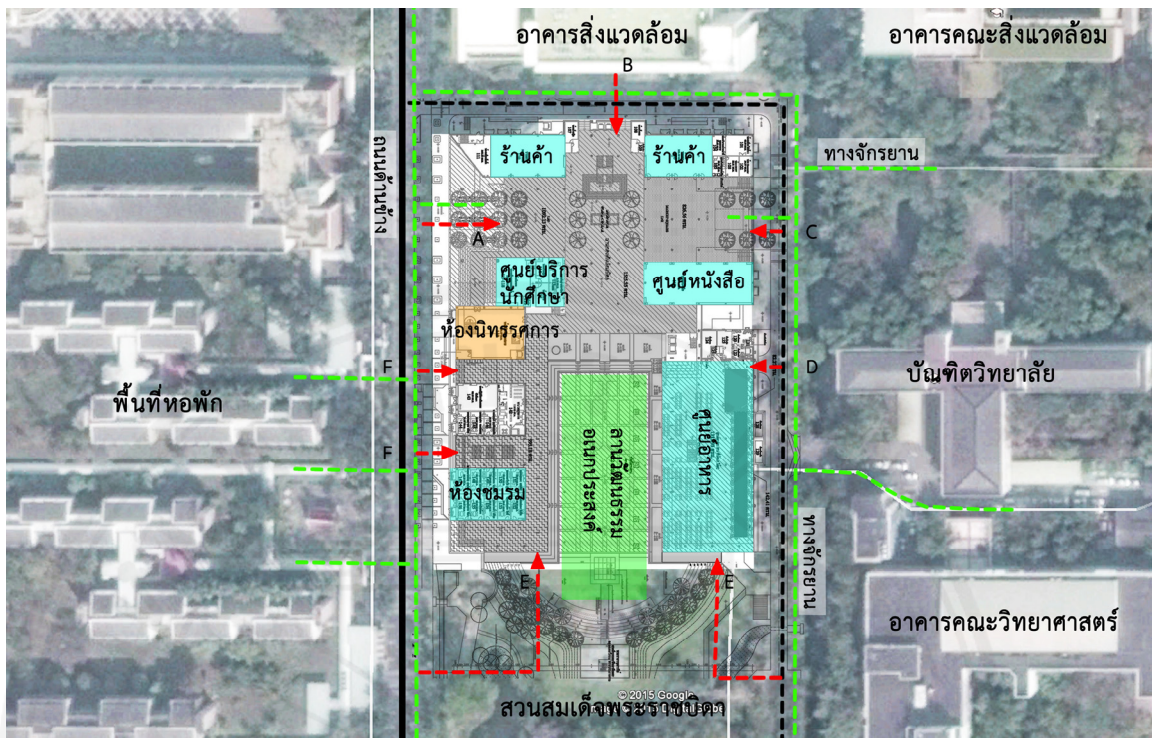 อาคารสิ่งแวดล้อม
อาคารคณะสิ่งแวดล้อม
B
ถนนด้านข้าง
ร้านค้า
ร้านค้า
ทางจักรยาน
A
C
ศูนย์บริการ
นักศึกษา
ศูนย์หนังสือ
ห้องนิทรรศการ
F
D
พื้นที่หอพัก
บัณฑิตวิทยาลัย
ลานวัฒนธรรม
อเนกประสงค์
ศูนย์อาหาร
F
ห้องชมรม
ทางจักรยาน
E
E
อาคารคณะวิทยาศาสตร์
© 2015 Google
สวนสมเด็จพระราชบิดา